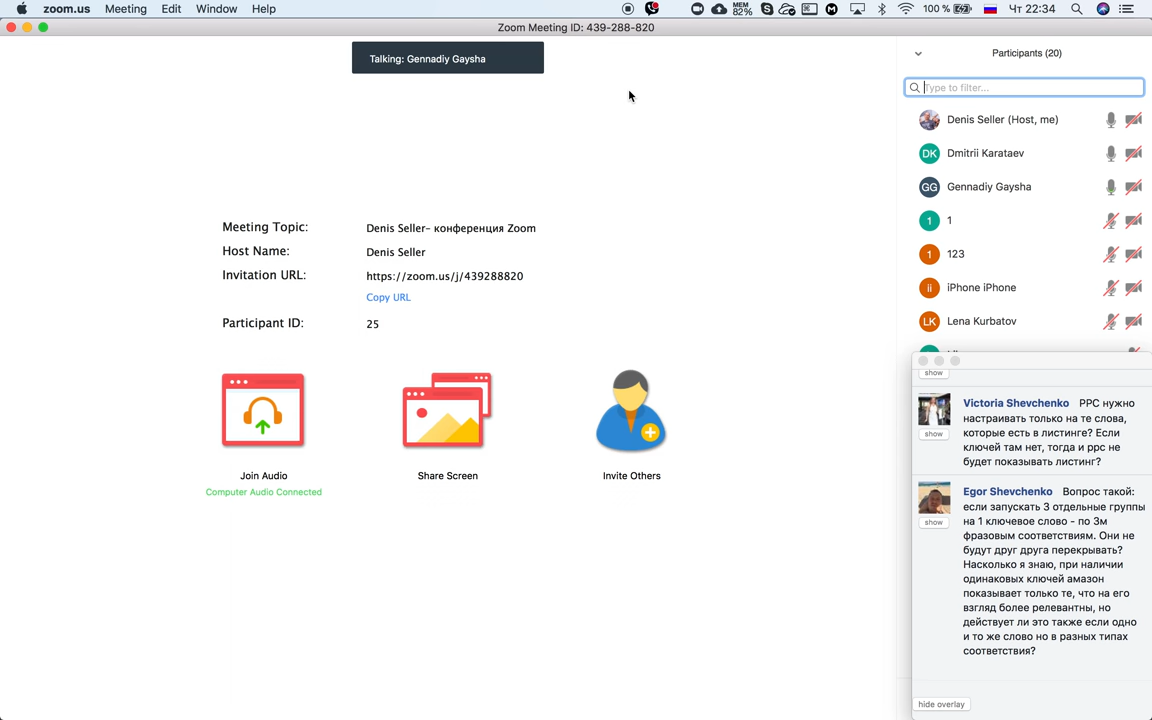 zoom.us Meeting Edit Window Help
MEM 82%
100 %
Чт 22:34
Zoom Meeting ID: 439-288-820
Talking: Gennadiy Gaysha
Participants (20)
Type to filter...
Denis Seller (Host, me)
DK Dmitrii Karataev
GG Gennadiy Gaysha
1 1
1 123
ii iPhone iPhone
LK Lena Kurbatov
Meeting Topic: Denis Seller- конференция Zoom
Host Name: Denis Seller
Invitation URL: https://zoom.us/j/439288820
Copy URL
Participant ID: 25
Join Audio
Computer Audio Connected
Share Screen
Invite Others
show
Victoria Shevchenko PPC нужно
настраивать только на те слова,
которые есть в листинге? Если
ключей там нет, тогда и ppc не
будет показывать листинг?
show
Egor Shevchenko Вопрос такой:
если запускать 3 отдельные группы
на 1 ключевое слово - по 3м
фразовым соответствиям. Они не
будут друг друга перекрывать?
Насколько я знаю, при наличии
одинаковых ключей амазон
показывает только те, что на его
взгляд более релевантны, но
действует ли это также если одно
и то же слово но в разных типах
соответствия?
show
hide overlay